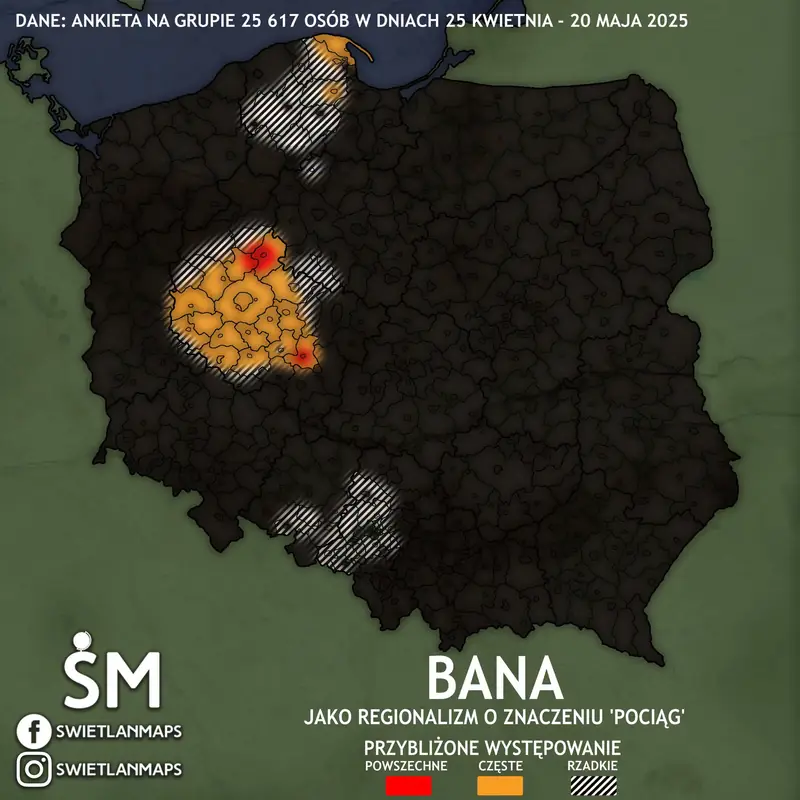 DANE: ANKIETA NA GRUPIE 25 617 OSÓB W DNIACH 25 KWIETNIA - 20 MAJA 2025
ŚM
SWIETLANMAPS
SWIETLANMAPS
BANA
JAKO REGIONALIZM O ZNACZENIU 'POCIĄG'
PRZYBLIŻONE WYSTĘPOWANIE
POWSZECHNE CZĘSTE RZADKIE